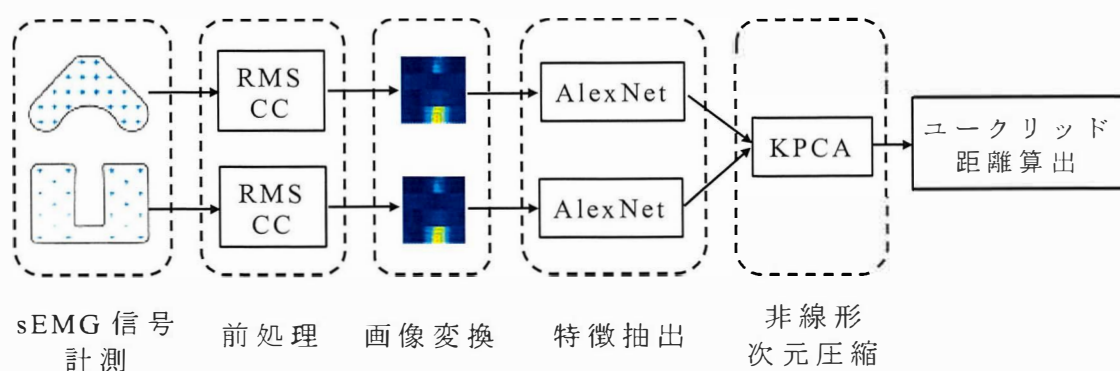 RMS
CC
AlexNet
RMS
CC
AlexNet
KPCA
ユークリッド
距離算出
sEMG信号
計測
前処理
画像変換
特徴抽出
非線形
次元圧縮